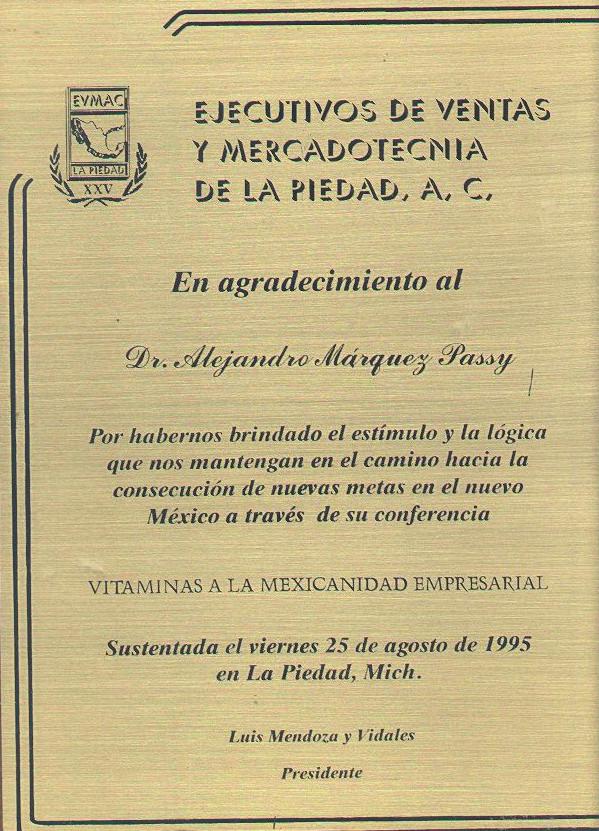 EVMAC
LA PIEDAD
XXV
EJECUTIVOS DE VENTAS
Y MERCADOTECNIA
DE LA PIEDAD, A, C,
En agradecimiento al
Dr. Alejandro Márquez Passy
Por habernos brindado el estímulo y la lógica
que nos mantengan en el camino hacia la
consecución de nuevas metas en el nuevo
México a través de su conferencia
VITAMINAS A LA MEXICANIDAD EMPRESARIAL
Sustentada el viernes 25 de agosto de 1995
en La Piedad, Mich.
Luis Mendoza y Vidales
Presidente